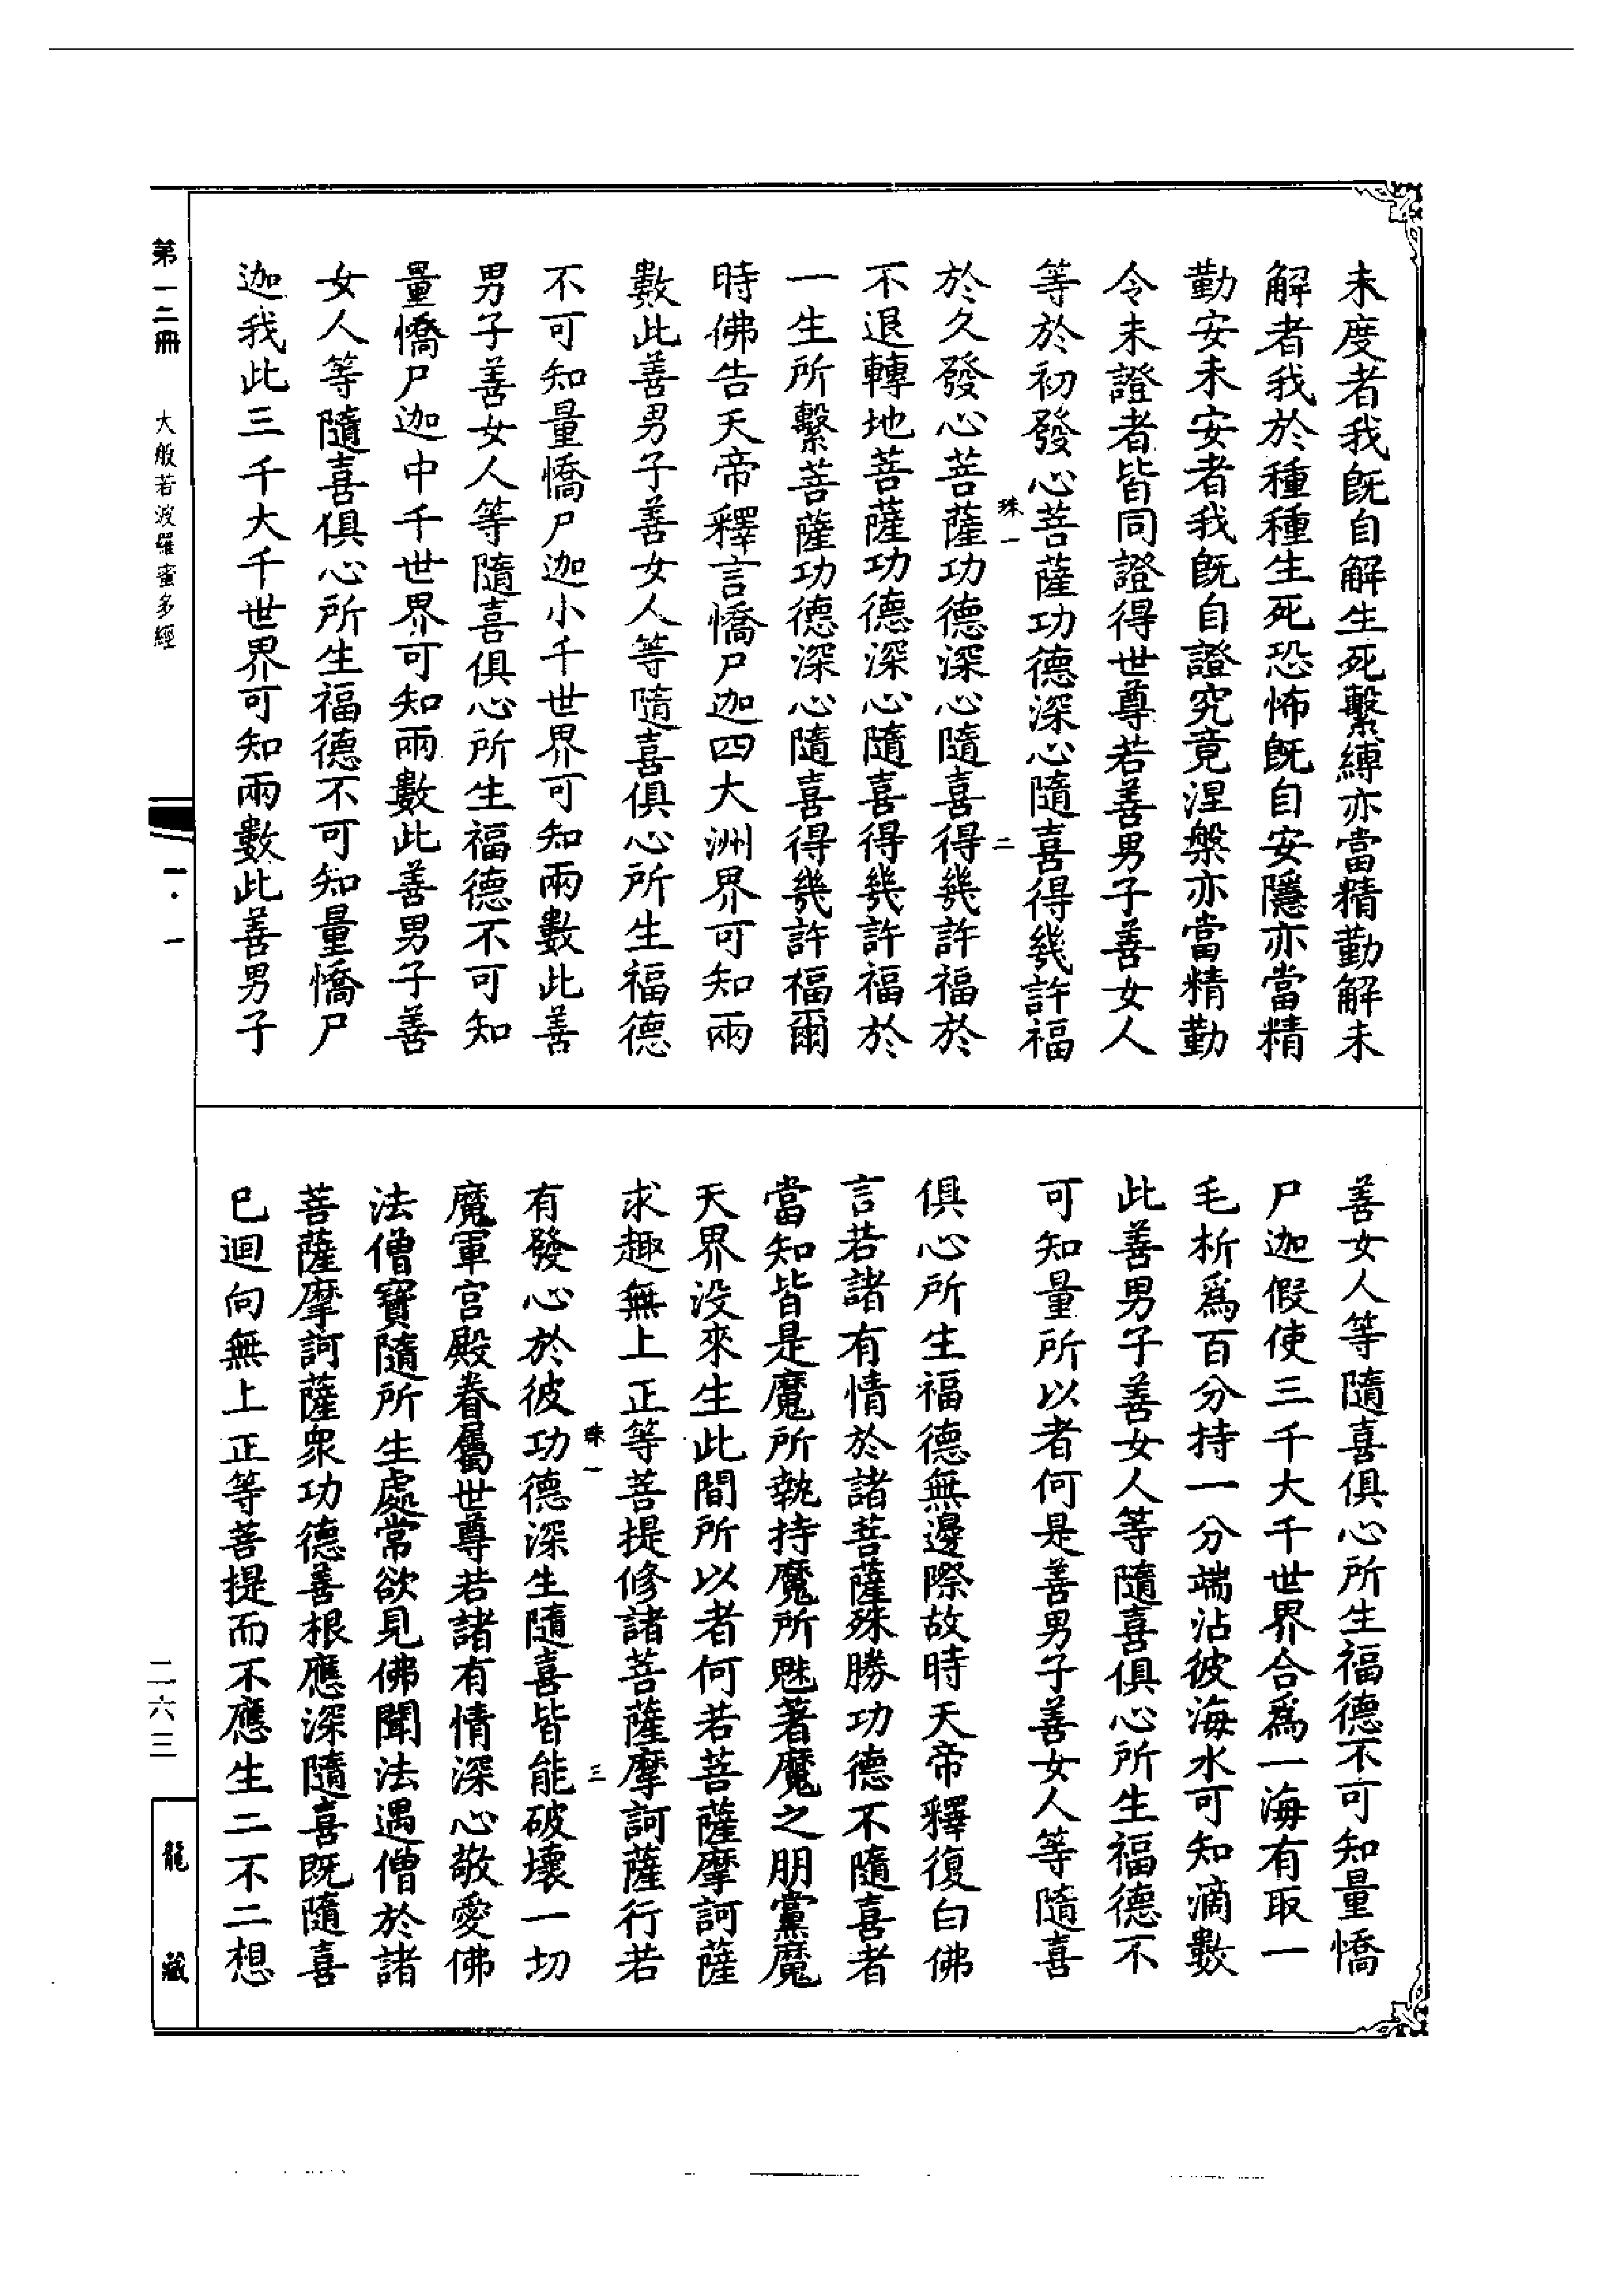 未度者我旣自解生死繫縛亦當精勤解未
解者我於種種生死恐怖旣自安隱亦當精
勤安未安者我旣自證究竟涅槃亦當精勤
令未證者皆同證得世尊若善男子善女人
等於初發心菩薩功德深心隨喜得幾許福
珠一
二
於久發心菩薩功德深心隨喜得幾許福於
不退轉地菩薩功德深心隨喜得幾許福於
一生所繫菩薩功德深心隨喜得幾許福爾
時佛告天帝釋言憍尸迦四大洲界可知兩
數此善男子善女人等隨喜俱心所生福德
不可知量憍尸迦小千世界可知兩數此善
男子善女人等隨喜俱心所生福德不可知
量憍尸迦中千世界可知兩數此善男子善
女人等隨喜俱心所生福德不可知量憍尸
迦我此三千大千世界可知兩數此善男子
善女人等隨喜俱心所生福德不可知量憍
尸迦假使三千大千世界合爲一海有取一
毛析爲百分持一分端沾彼海水可知滴數
此善男子善女人等隨喜俱心所生福德不
可知量所以者何是善男子善女人等隨喜
俱心所生福德無邊際故時天帝釋復白佛
言若諸有情於諸菩薩殊勝功德不隨喜者
當知皆是魔所執持魔所魅著魔之朋黨魔
天界沒來生此間所以者何若菩薩摩訶薩
求趣無上正等菩提修諸菩薩摩訶薩行若
珠一
三
有發心於彼功德深生隨喜皆能破壞一切
魔軍宮殿眷屬世尊若諸有情深心敬愛佛
法僧寶隨所生處常欲見佛聞法遇僧於諸
菩薩摩訶薩眾功德善根應深隨喜既隨喜
已迴向無上正等菩提而不應生二不二想
第一二冊
大般若波羅蜜多經
一·一
二六三
龍藏